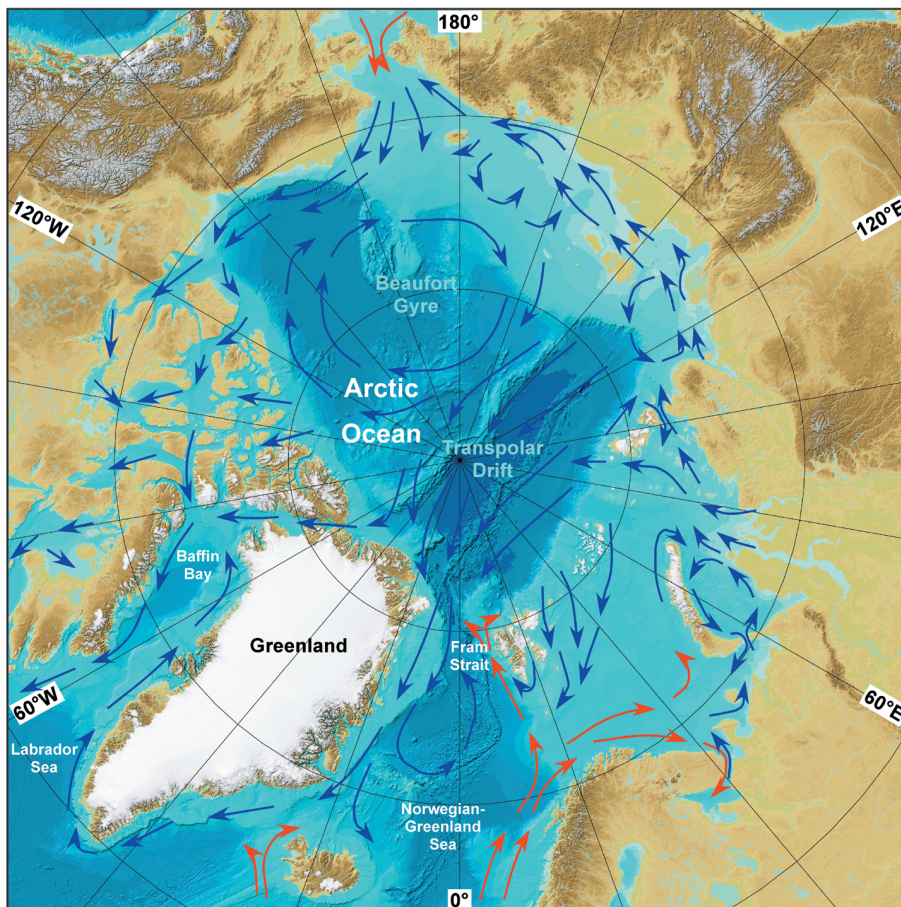 180°
120°W
120°E
Beaufort
Gyre
Arctic
Ocean
Transpolar
Drift
Baffin
Bay
Greenland
Fram
Strait
60°W
60°E
Labrador
Sea
Norwegian-
Greenland
Sea
0°